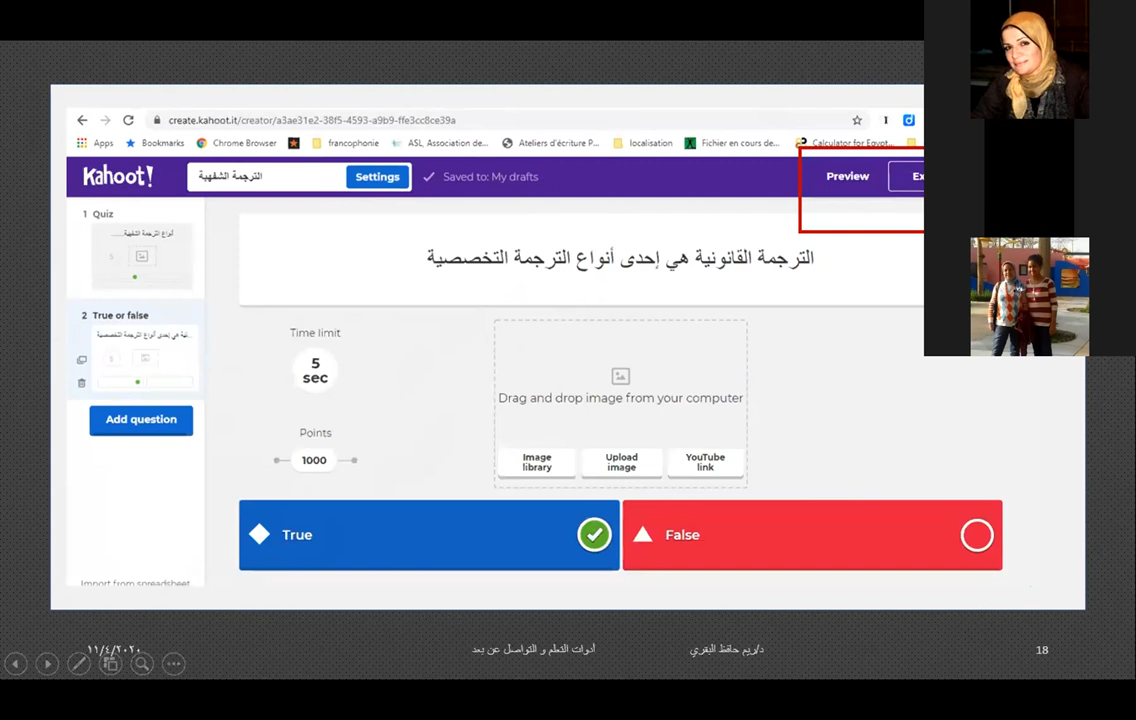 create.kahoot.it/creator/a3ae31e2-38f5-4593-a9b9-ffe3cc8ce39a
Apps Bookmarks Chrome Browser francophonie ASL, Association de... Ateliers d'écriture P... localisation Fichier en cours de... Calculator for Egypt...
Kahoot! الترجمة الشفهية Settings Saved to: My drafts Preview Ex
1 Quiz
الترجمة القانونية هي إحدى أنواع الترجمة التخصصية
2 True or false
Time limit
5
sec
Drag and drop image from your computer
Add question
Points
1000
Image library
Upload image
YouTube link
True
False
Import from spreadsheet
١١/٤/٢٠٢٠
أدوات التعلم و التواصل عن بعد
د/ريم حافظ البقري
18